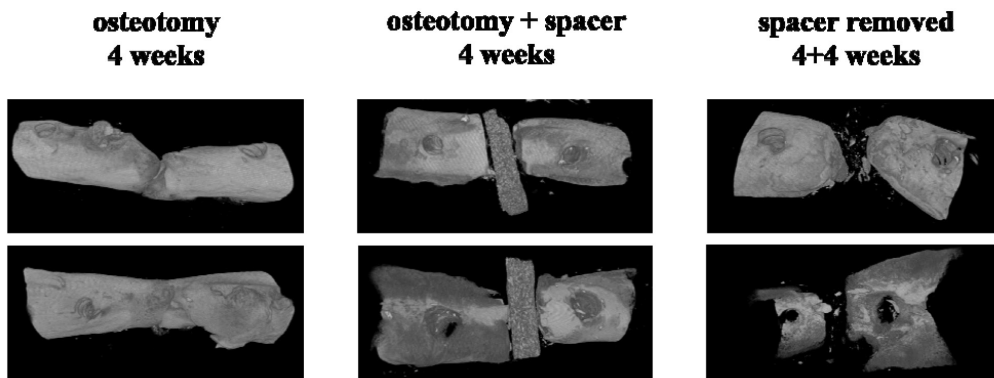 osteotomy
4 weeks
osteotomy + spacer
4 weeks
spacer removed
4+4 weeks